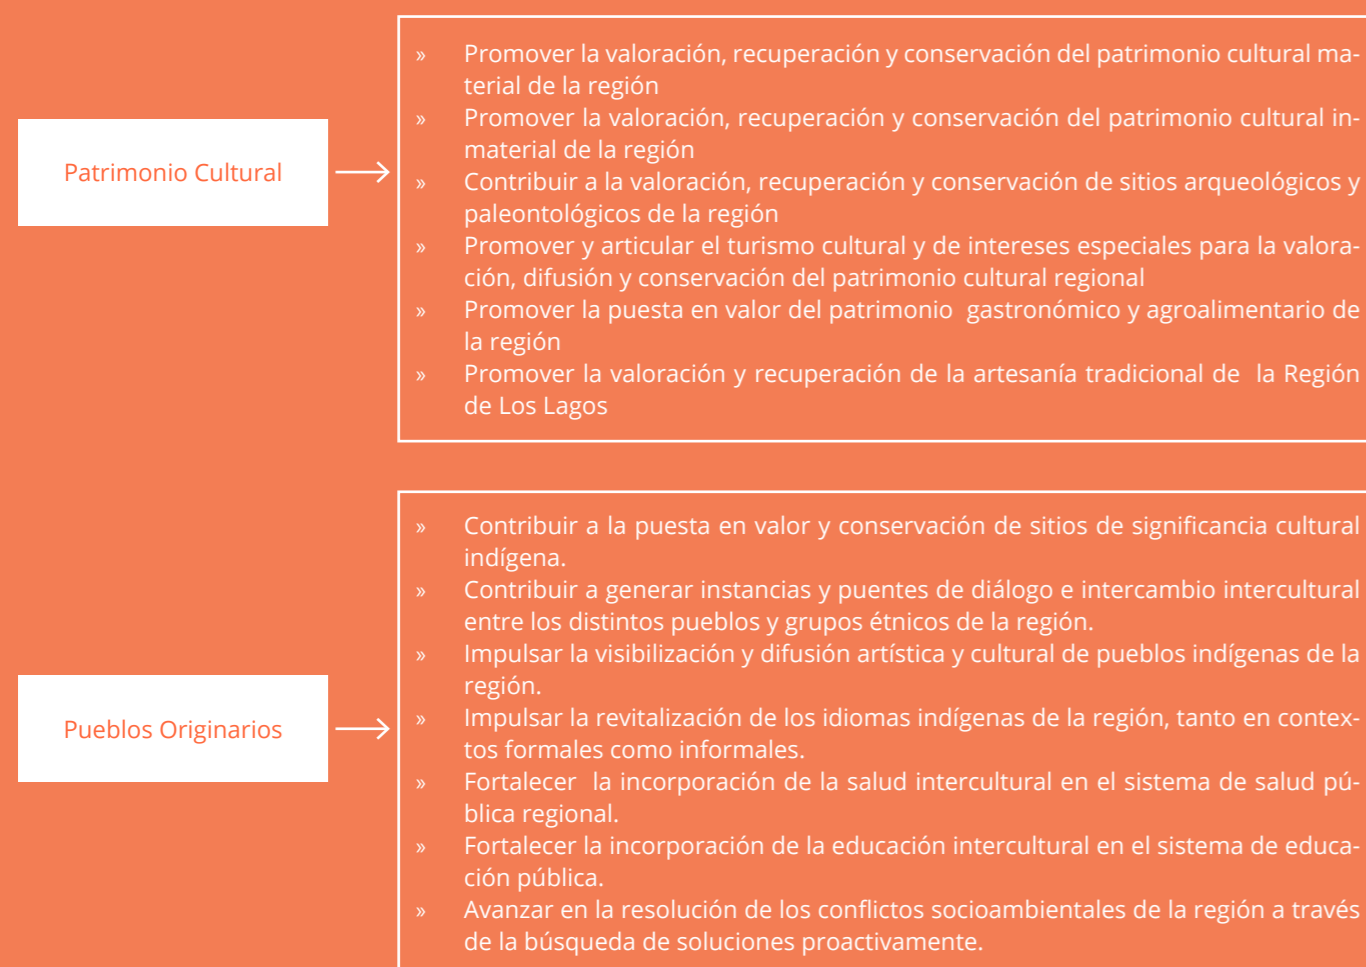 Patrimonio Cultural
» Promover la valoración, recuperación y conservación del patrimonio cultural ma-
terial de la región
» Promover la valoración, recuperación y conservación del patrimonio cultural in-
material de la región
» Contribuir a la valoración, recuperación y conservación de sitios arqueológicos y
paleontológicos de la región
» Promover y articular el turismo cultural y de intereses especiales para la valora-
ción, difusión y conservación del patrimonio cultural regional
» Promover la puesta en valor del patrimonio  gastronómico y agroalimentario de
la región
» Promover la valoración y recuperación de la artesanía tradicional de  la Región
de Los Lagos
Pueblos Originarios
» Contribuir a la puesta en valor y conservación de sitios de significancia cultural
indígena.
» Contribuir a generar instancias y puentes de diálogo e intercambio intercultural
entre los distintos pueblos y grupos étnicos de la región.
» Impulsar la visibilización y difusión artística y cultural de pueblos indígenas de la
región.
» Impulsar la revitalización de los idiomas indígenas de la región, tanto en contex-
tos formales como informales.
» Fortalecer  la incorporación de la salud intercultural en el sistema de salud pú-
blica regional.
» Fortalecer la incorporación de la educación intercultural en el sistema de educa-
ción pública.
» Avanzar en la resolución de los conflictos socioambientales de la región a través
de la búsqueda de soluciones proactivamente.